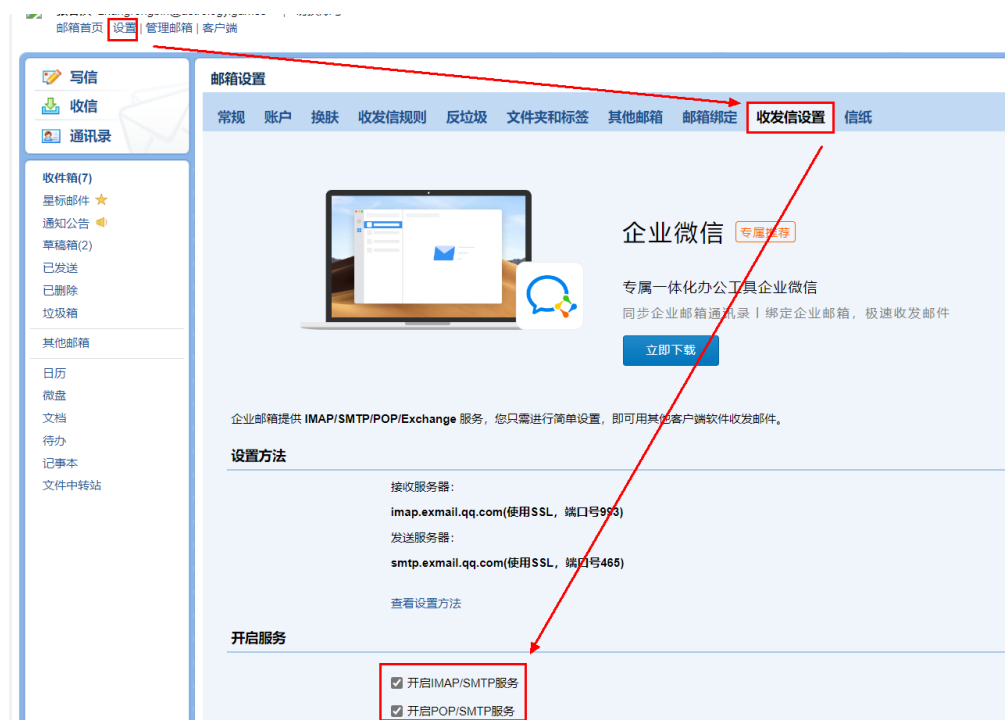 邮箱首页 | 设置 | 管理邮箱 | 客户端
写信
收信
通讯录
收件箱(7)
星标邮件
通知公告
草稿箱(2)
已发送
已删除
垃圾箱
其他邮箱
日历
微盘
文档
待办
记事本
文件中转站
邮箱设置
常规 账户 换肤 收发信规则 反垃圾 文件夹和标签 其他邮箱 邮箱绑定 收发信设置 信纸
企业微信 专属推荐
专属一体化办公工具企业微信
同步企业邮箱通讯录丨绑定企业邮箱，极速收发邮件
立即下载
企业邮箱提供 IMAP/SMTP/POP/Exchange 服务，您只需进行简单设置，即可用其他客户端软件收发邮件。
设置方法
接收服务器：
imap.exmail.qq.com(使用SSL，端口号993)
发送服务器：
smtp.exmail.qq.com(使用SSL，端口号465)
查看设置方法
开启服务
开启IMAP/SMTP服务
开启POP/SMTP服务